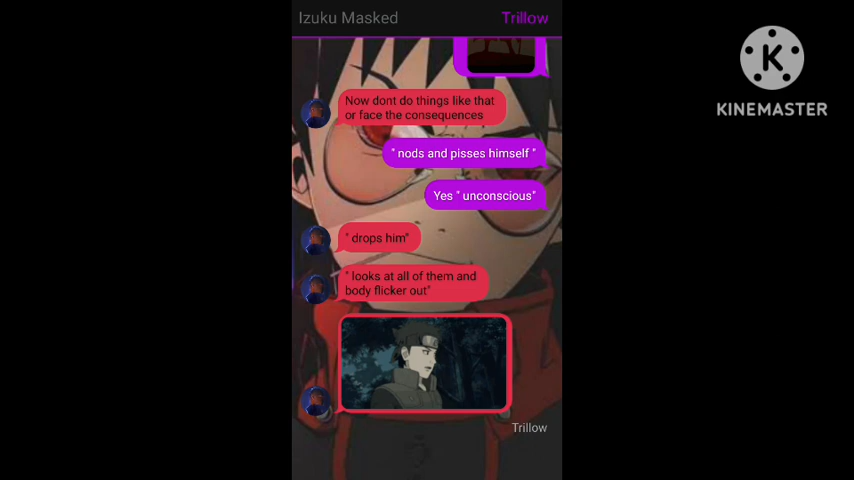 Izuku Masked
Trillow
KINEMASTER
Now dont do things like that
or face the consequences
" nods and pisses himself "
Yes " unconscious"
" drops him"
" looks at all of them and
body flicker out"
Trillow